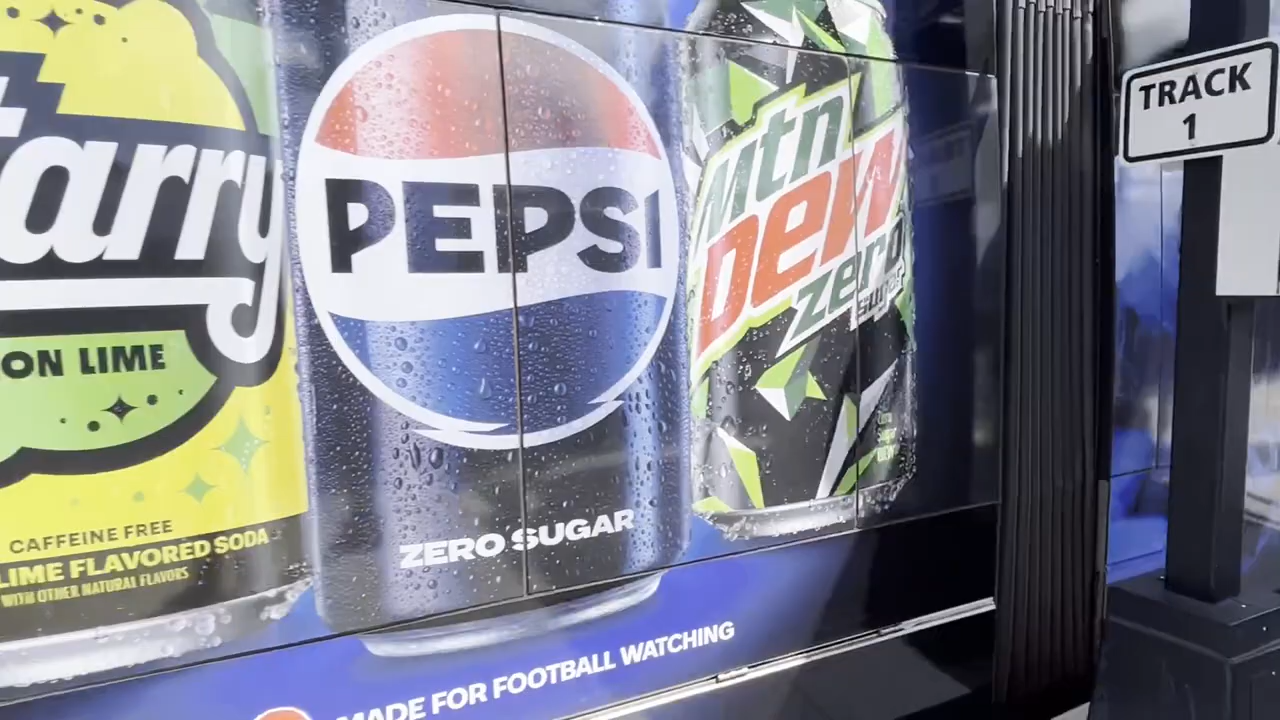 arry
ON LIME
CAFFEINE FREE
LIME FLAVORED SODA
WITH OTHER NATURAL FLAVORS
PEPSI
ZERO SUGAR
mtn
Dew
zero
sugar
MADE FOR FOOTBALL WATCHING
TRACK
1